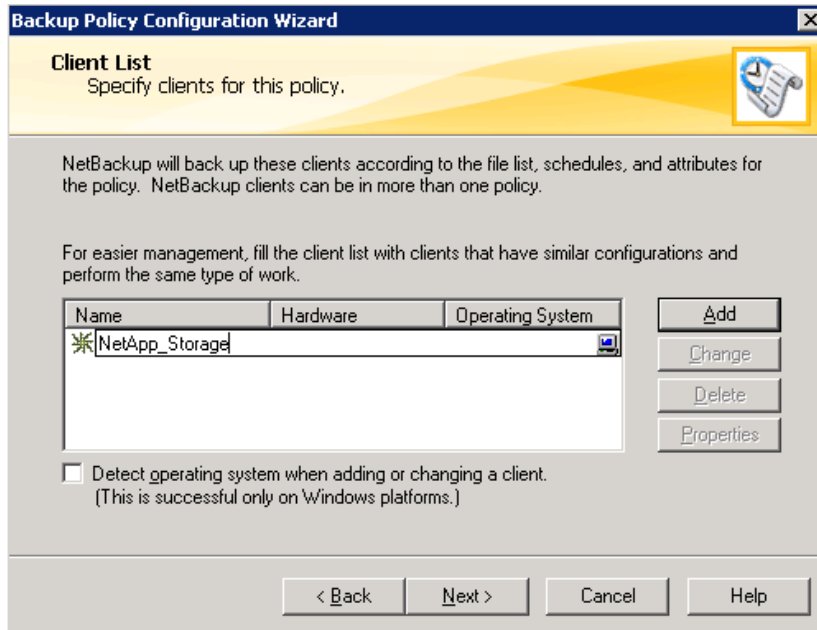 Backup Policy Configuration Wizard
Client List
Specify clients for this policy.
NetBackup will back up these clients according to the file list, schedules, and attributes for
the policy. NetBackup clients can be in more than one policy.
For easier management, fill the client list with clients that have similar configurations and
perform the same type of work.
Name Hardware Operating System
NetApp_Storage
Add
Change
Delete
Properties
Detect operating system when adding or changing a client.
(This is successful only on Windows platforms.)
< Back Next > Cancel Help